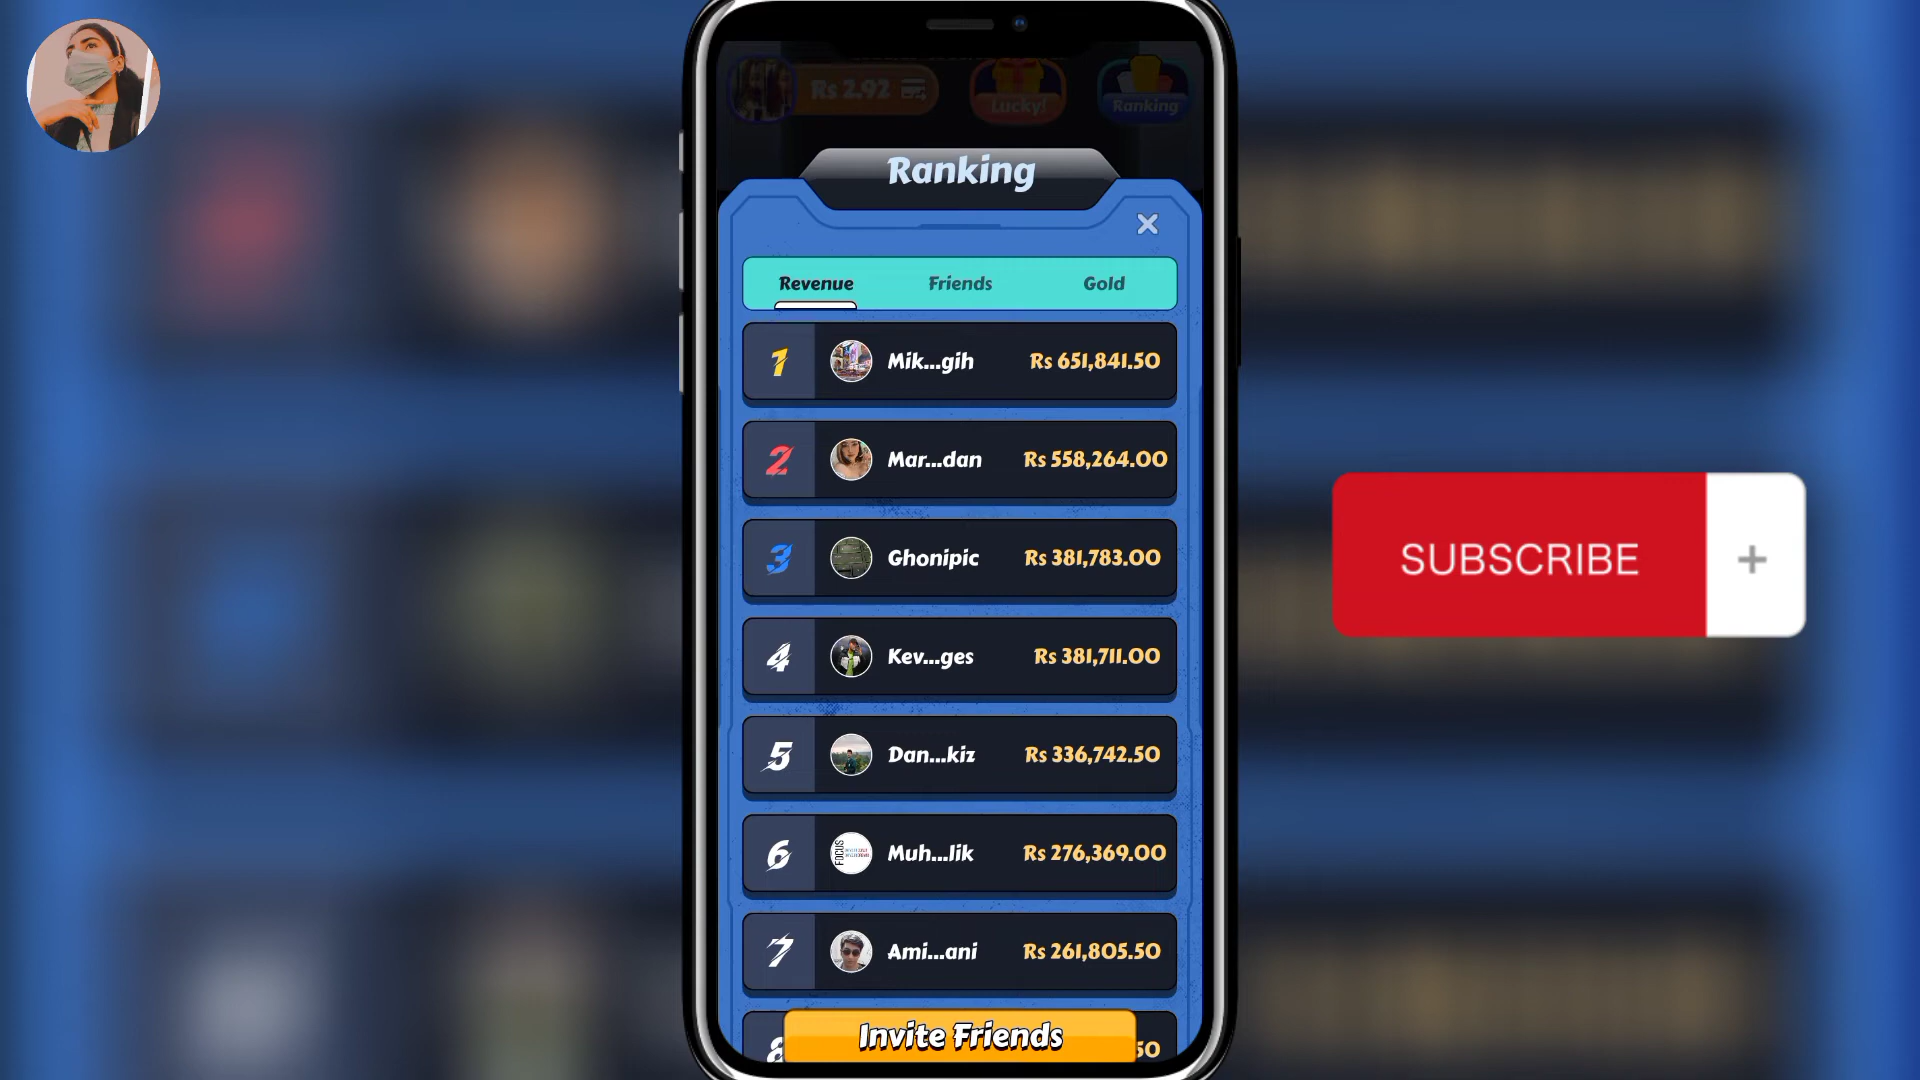 Rs 2.92
Lucky!
Ranking
Ranking
Revenue Friends Gold
1 Mik...gih Rs 651,841.50
2 Mar...dan Rs 558,264.00
3 Ghonipic Rs 381,783.00
4 Kev...ges Rs 381,711.00
5 Dan...kiz Rs 336,742.50
6 Muh...lik Rs 276,369.00
FOCUS
7 Ami...ani Rs 261,805.50
8 50
Invite Friends
SUBSCRIBE +